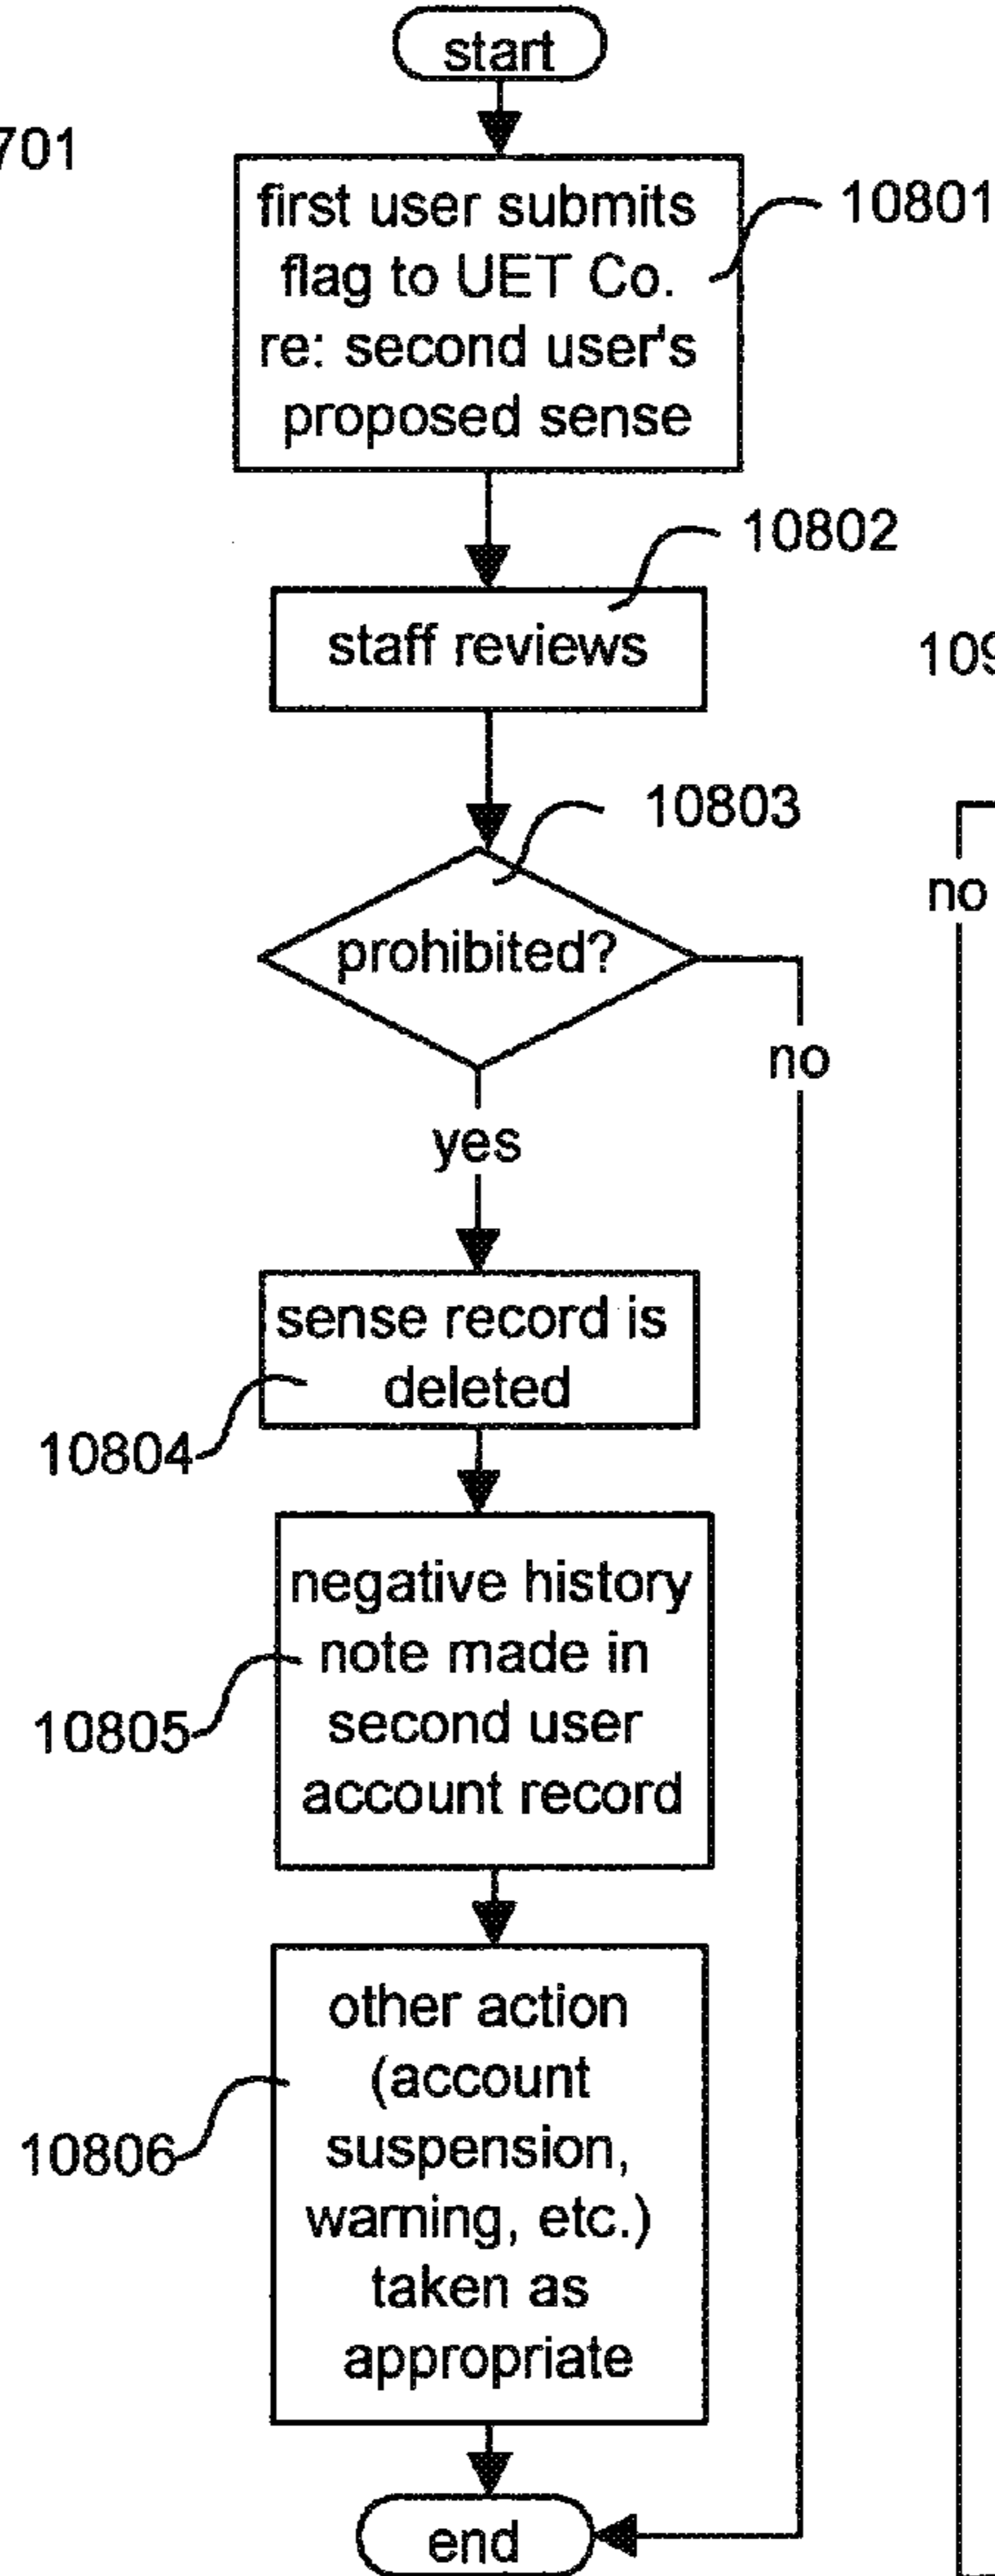 start
701
first user submits
flag to UET Co.
re: second user's
proposed sense
10801
10802
staff reviews
109
10803
no
prohibited?
no
yes
sense record is
deleted
10804
negative history
note made in
second user
account record
10805
other action
(account
suspension,
warning, etc.)
taken as
appropriate
10806
end